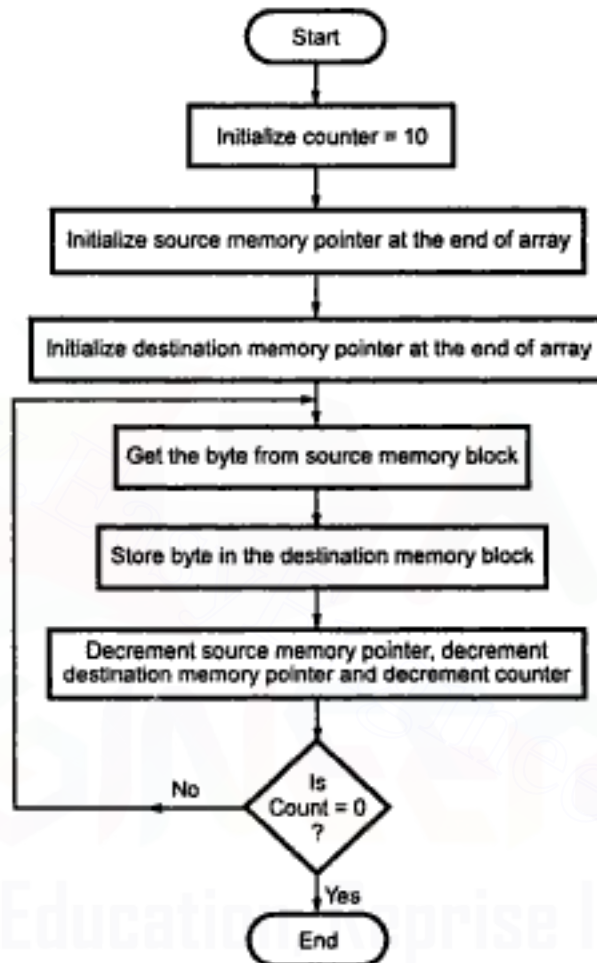 Start
Initialize counter = 10
Initialize source memory pointer at the end of array
Initialize destination memory pointer at the end of array
Get the byte from source memory block
Store byte in the destination memory block
Decrement source memory pointer, decrement
destination memory pointer and decrement counter
Is
Count = 0
?
No
Yes
End
Education